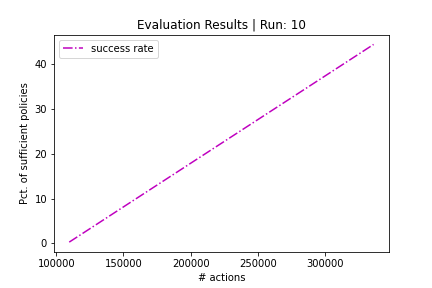 Evaluation Results | Run: 10
success rate
Pct. of sufficient policies
40
30
20
10
0
100000 150000 200000 250000 300000
# actions